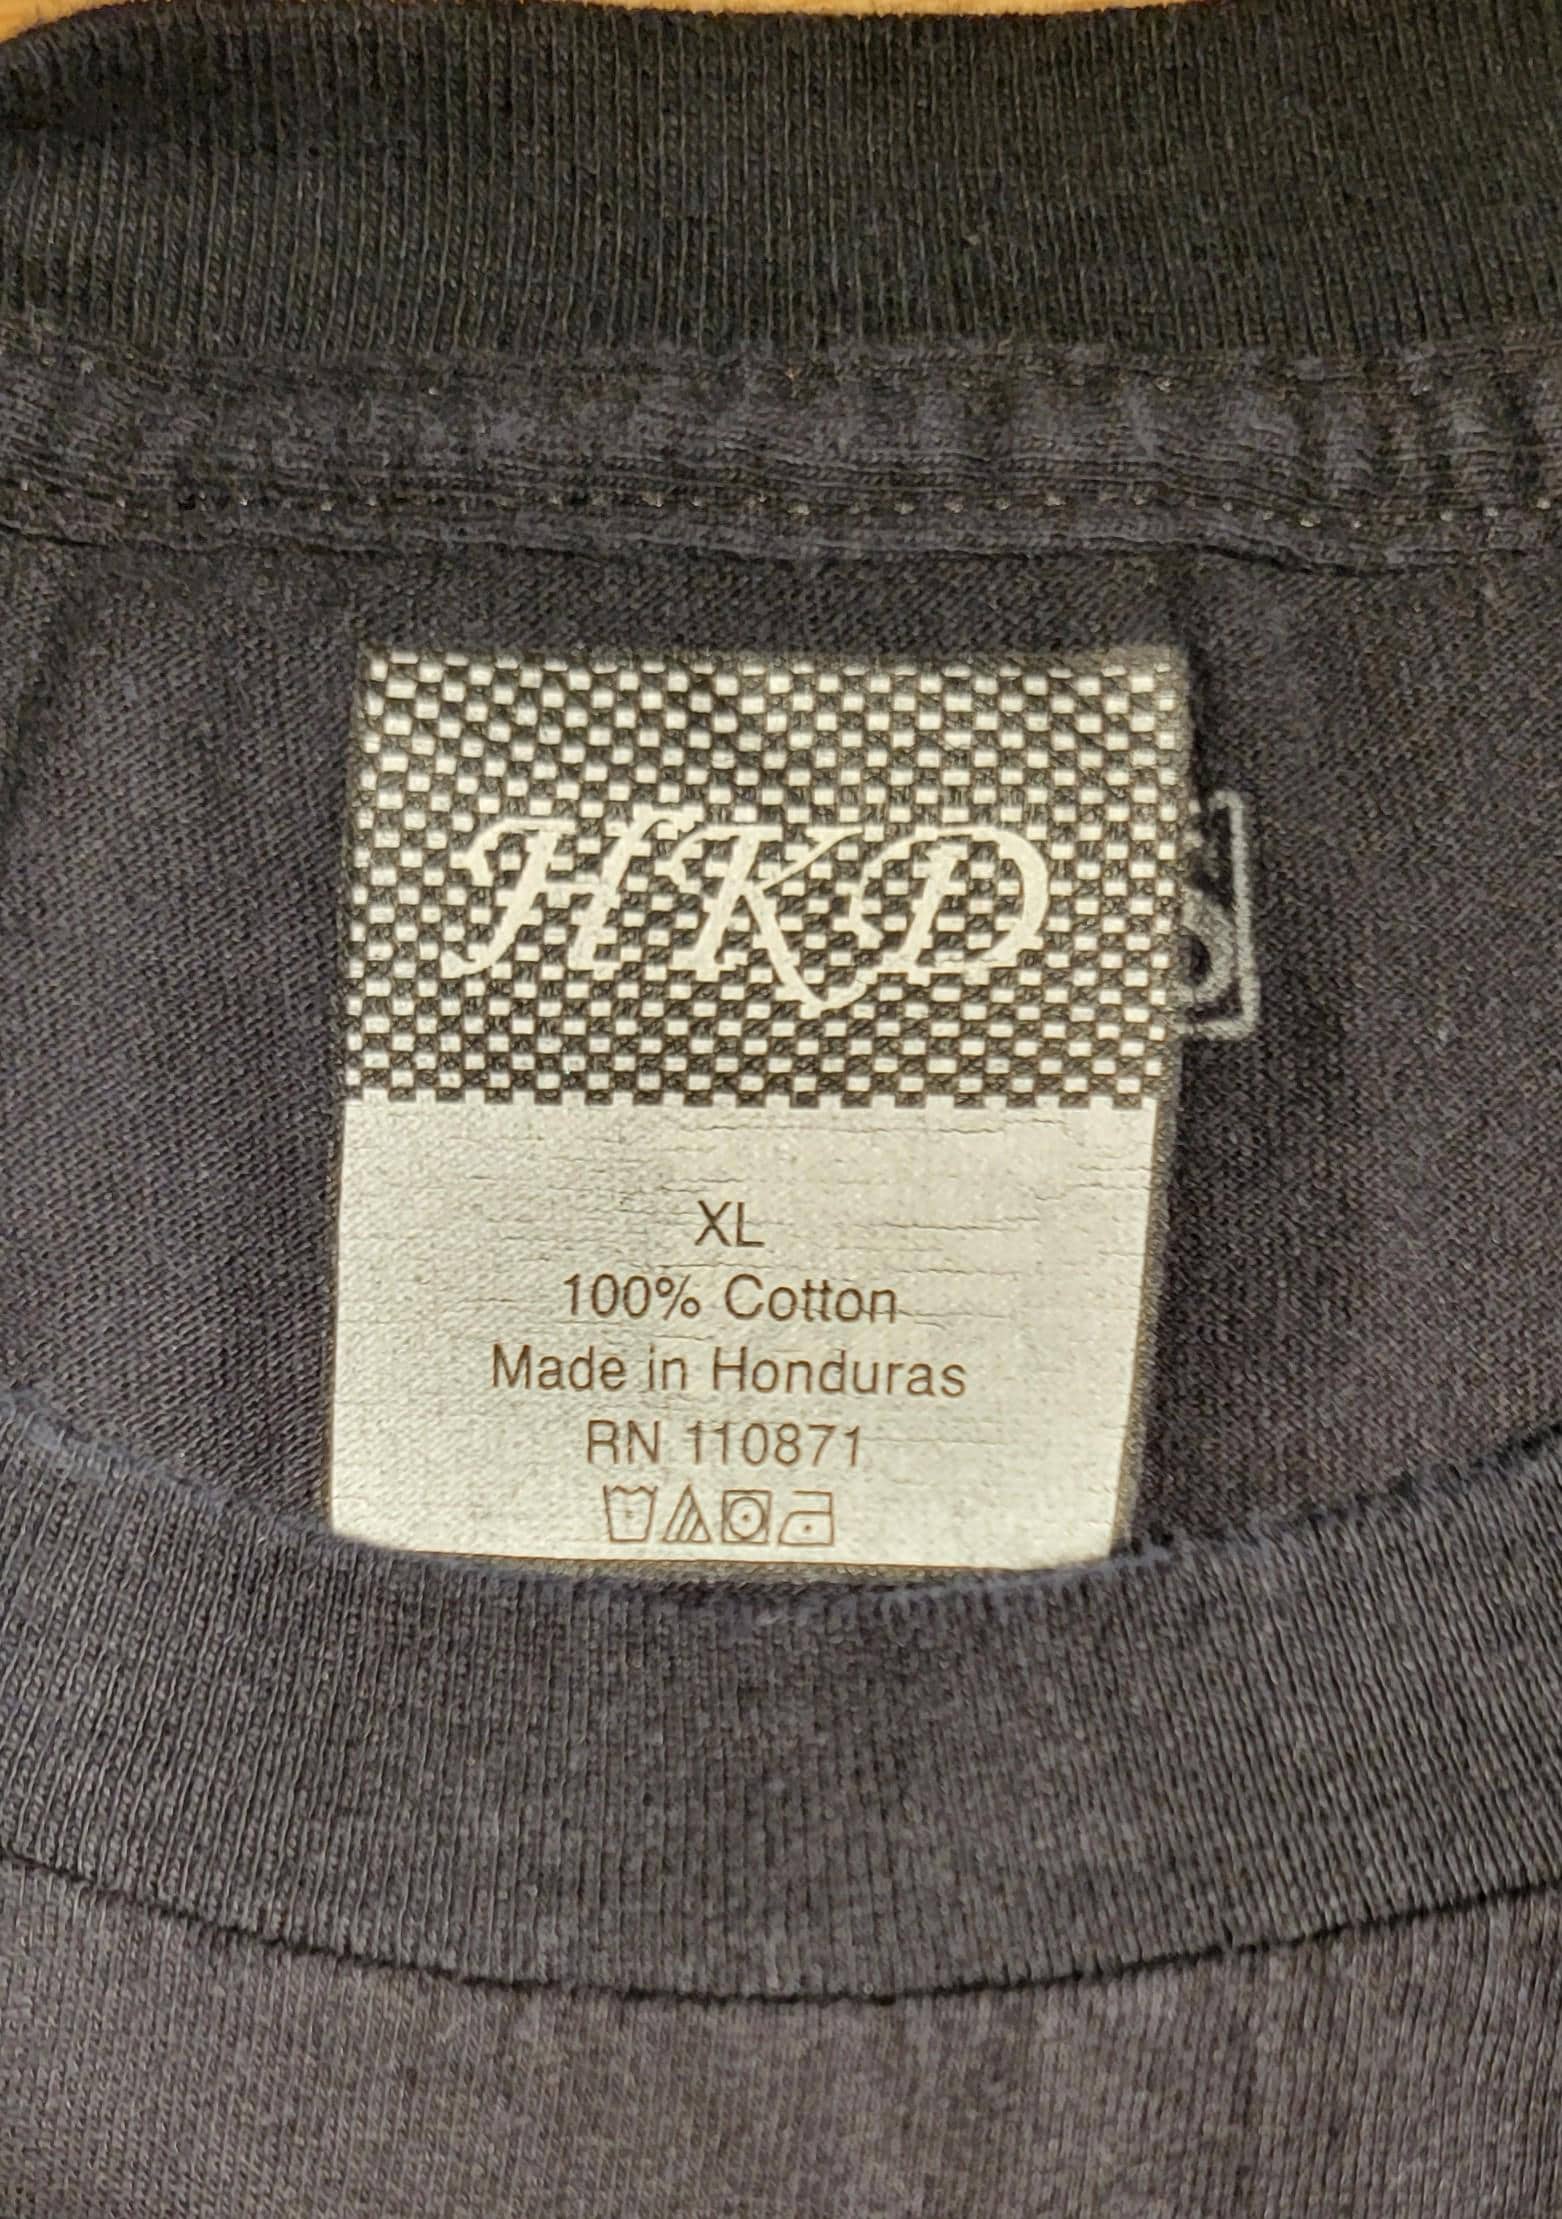 HKD
XL
100% Cotton
Made in Honduras
RN 110871